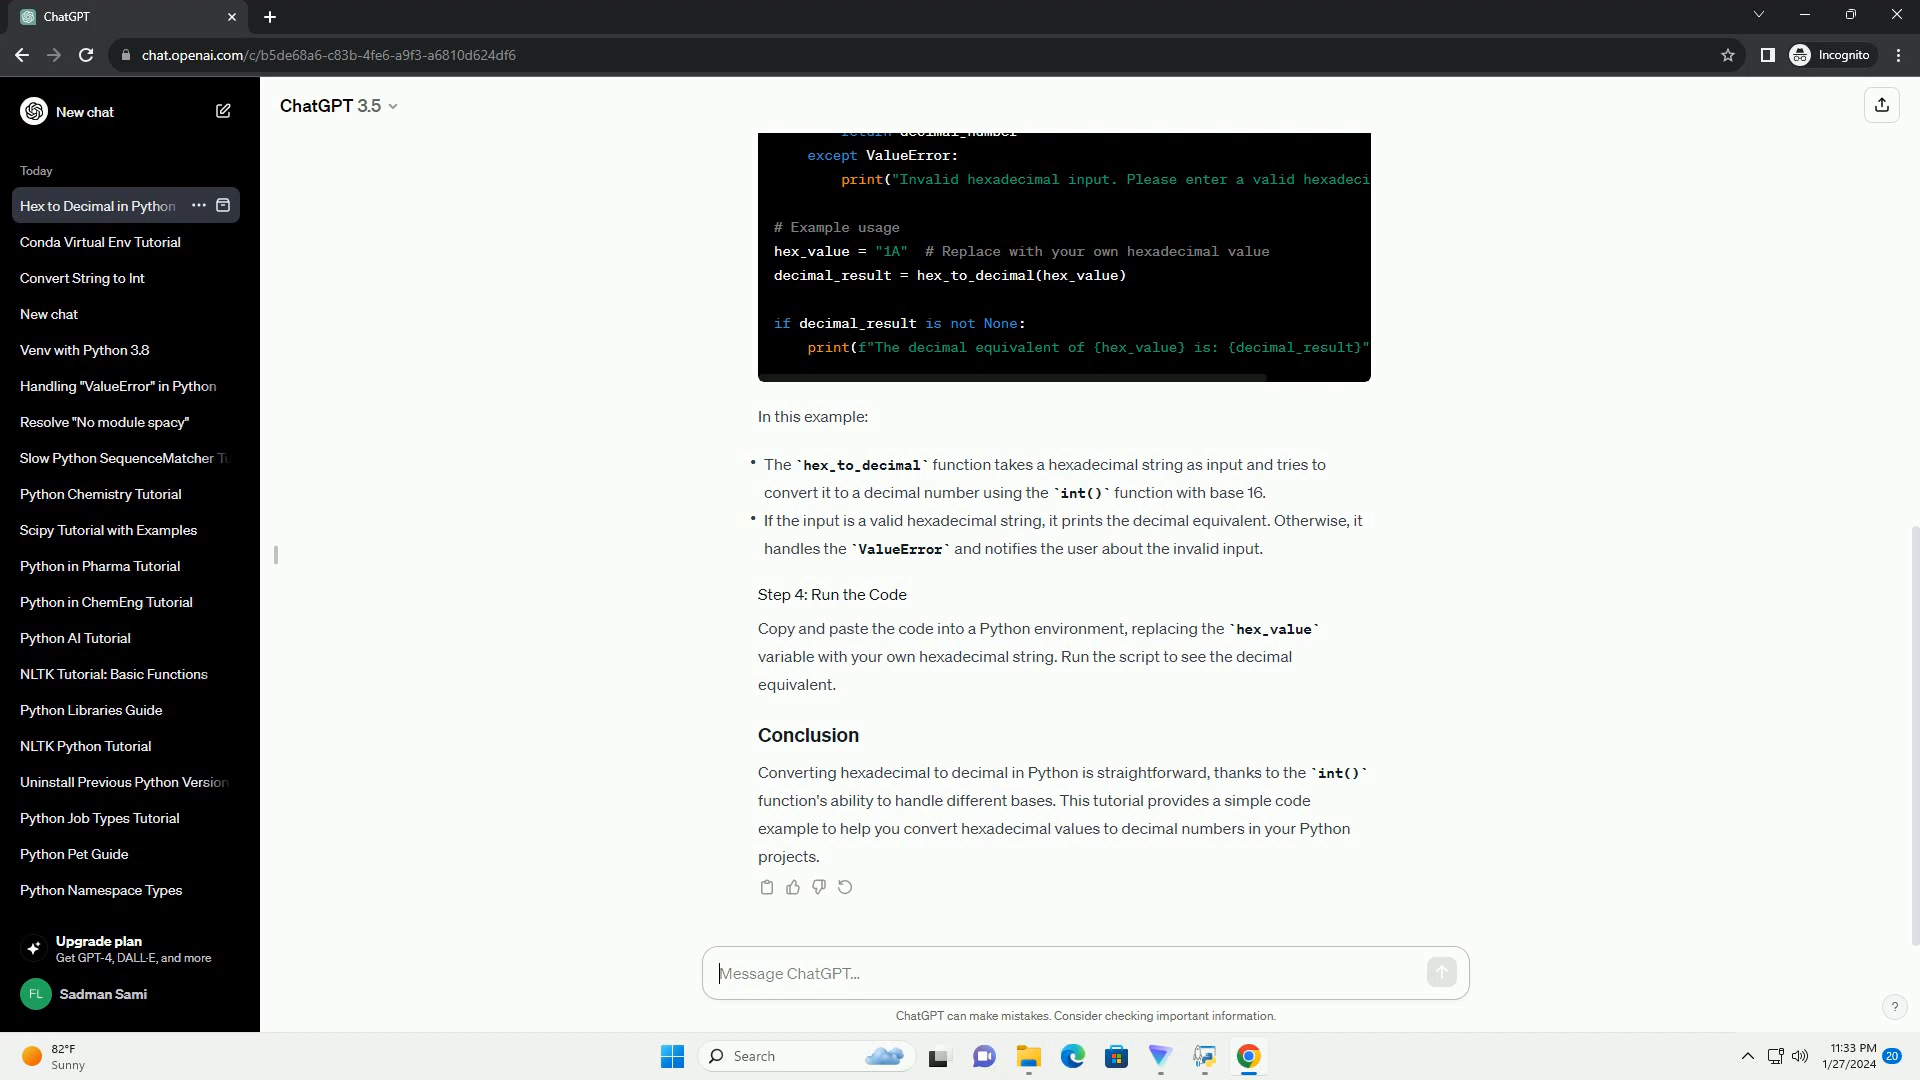 ChatGPT
chat.openai.com/c/b5de68a6-c83b-4fe6-a9f3-a6810d624df6
Incognito
New chat
ChatGPT 3.5
Today
Hex to Decimal in Python
Conda Virtual Env Tutorial
Convert String to Int
New chat
Venv with Python 3.8
Handling "ValueError" in Python
Resolve "No module spacy"
Slow Python SequenceMatcher Tu
Python Chemistry Tutorial
Scipy Tutorial with Examples
Python in Pharma Tutorial
Python in ChemEng Tutorial
Python AI Tutorial
NLTK Tutorial: Basic Functions
Python Libraries Guide
NLTK Python Tutorial
Uninstall Previous Python Version
Python Job Types Tutorial
Python Pet Guide
Python Namespace Types
Upgrade plan
Get GPT-4, DALL·E, and more
FL Sadman Sami
return decimal_number
except ValueError:
print("Invalid hexadecimal input. Please enter a valid hexadeci
# Example usage
hex_value = "1A"  # Replace with your own hexadecimal value
decimal_result = hex_to_decimal(hex_value)
if decimal_result is not None:
print(f"The decimal equivalent of {hex_value} is: {decimal_result}"
In this example:
• The `hex_to_decimal` function takes a hexadecimal string as input and tries to
convert it to a decimal number using the `int()` function with base 16.
• If the input is a valid hexadecimal string, it prints the decimal equivalent. Otherwise, it
handles the `ValueError` and notifies the user about the invalid input.
Step 4: Run the Code
Copy and paste the code into a Python environment, replacing the `hex_value`
variable with your own hexadecimal string. Run the script to see the decimal
equivalent.
Conclusion
Converting hexadecimal to decimal in Python is straightforward, thanks to the `int()`
function's ability to handle different bases. This tutorial provides a simple code
example to help you convert hexadecimal values to decimal numbers in your Python
projects.
Message ChatGPT...
ChatGPT can make mistakes. Consider checking important information.
?
82°F
Sunny
Search
11:33 PM
1/27/2024
20